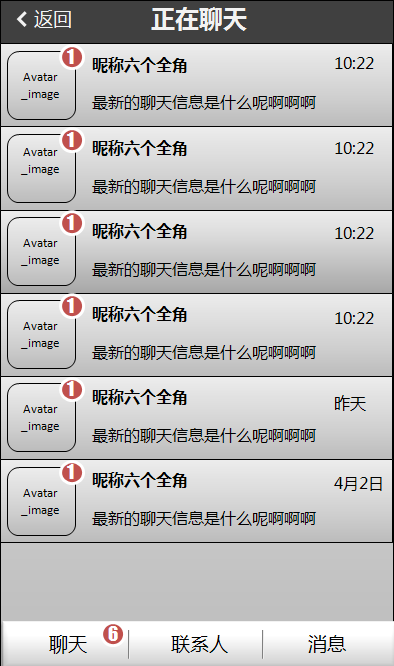 返回 正在聊天
1
Avatar
_image
昵称六个全角 10:22
最新的聊天信息是什么呢啊啊啊
1
Avatar
_image
昵称六个全角 10:22
最新的聊天信息是什么呢啊啊啊
1
Avatar
_image
昵称六个全角 10:22
最新的聊天信息是什么呢啊啊啊
1
Avatar
_image
昵称六个全角 10:22
最新的聊天信息是什么呢啊啊啊
1
Avatar
_image
昵称六个全角 昨天
最新的聊天信息是什么呢啊啊啊
1
Avatar
_image
昵称六个全角 4月2日
最新的聊天信息是什么呢啊啊啊
聊天 6 联系人 消息